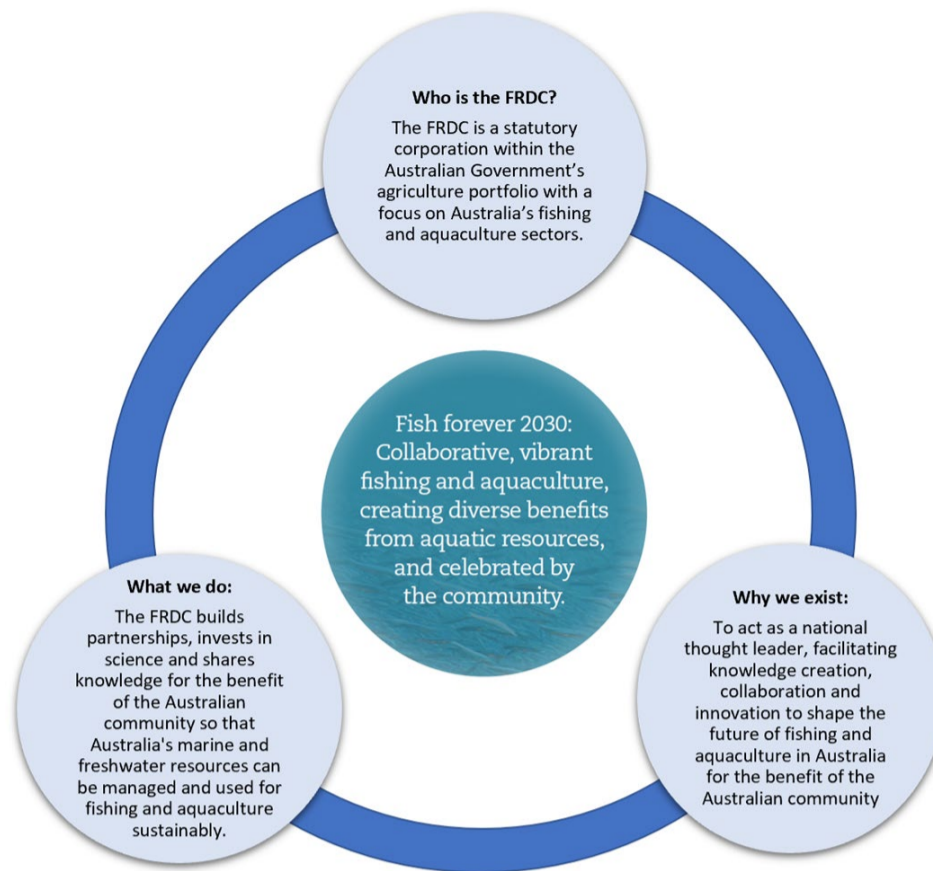 Who is the FRDC?
The FRDC is a statutory
corporation within the
Australian Government’s
agriculture portfolio with a
focus on Australia’s fishing
and aquaculture sectors.
Fish forever 2030:
Collaborative, vibrant
fishing and aquaculture,
creating diverse benefits
from aquatic resources,
and celebrated by
the community.
What we do:
The FRDC builds
partnerships, invests in
science and shares
knowledge for the benefit
of the Australian
community so that
Australia's marine and
freshwater resources can
be managed and used for
fishing and aquaculture
sustainably.
Why we exist:
To act as a national
thought leader, facilitating
knowledge creation,
collaboration and
innovation to shape the
future of fishing and
aquaculture in Australia
for the benefit of the
Australian community